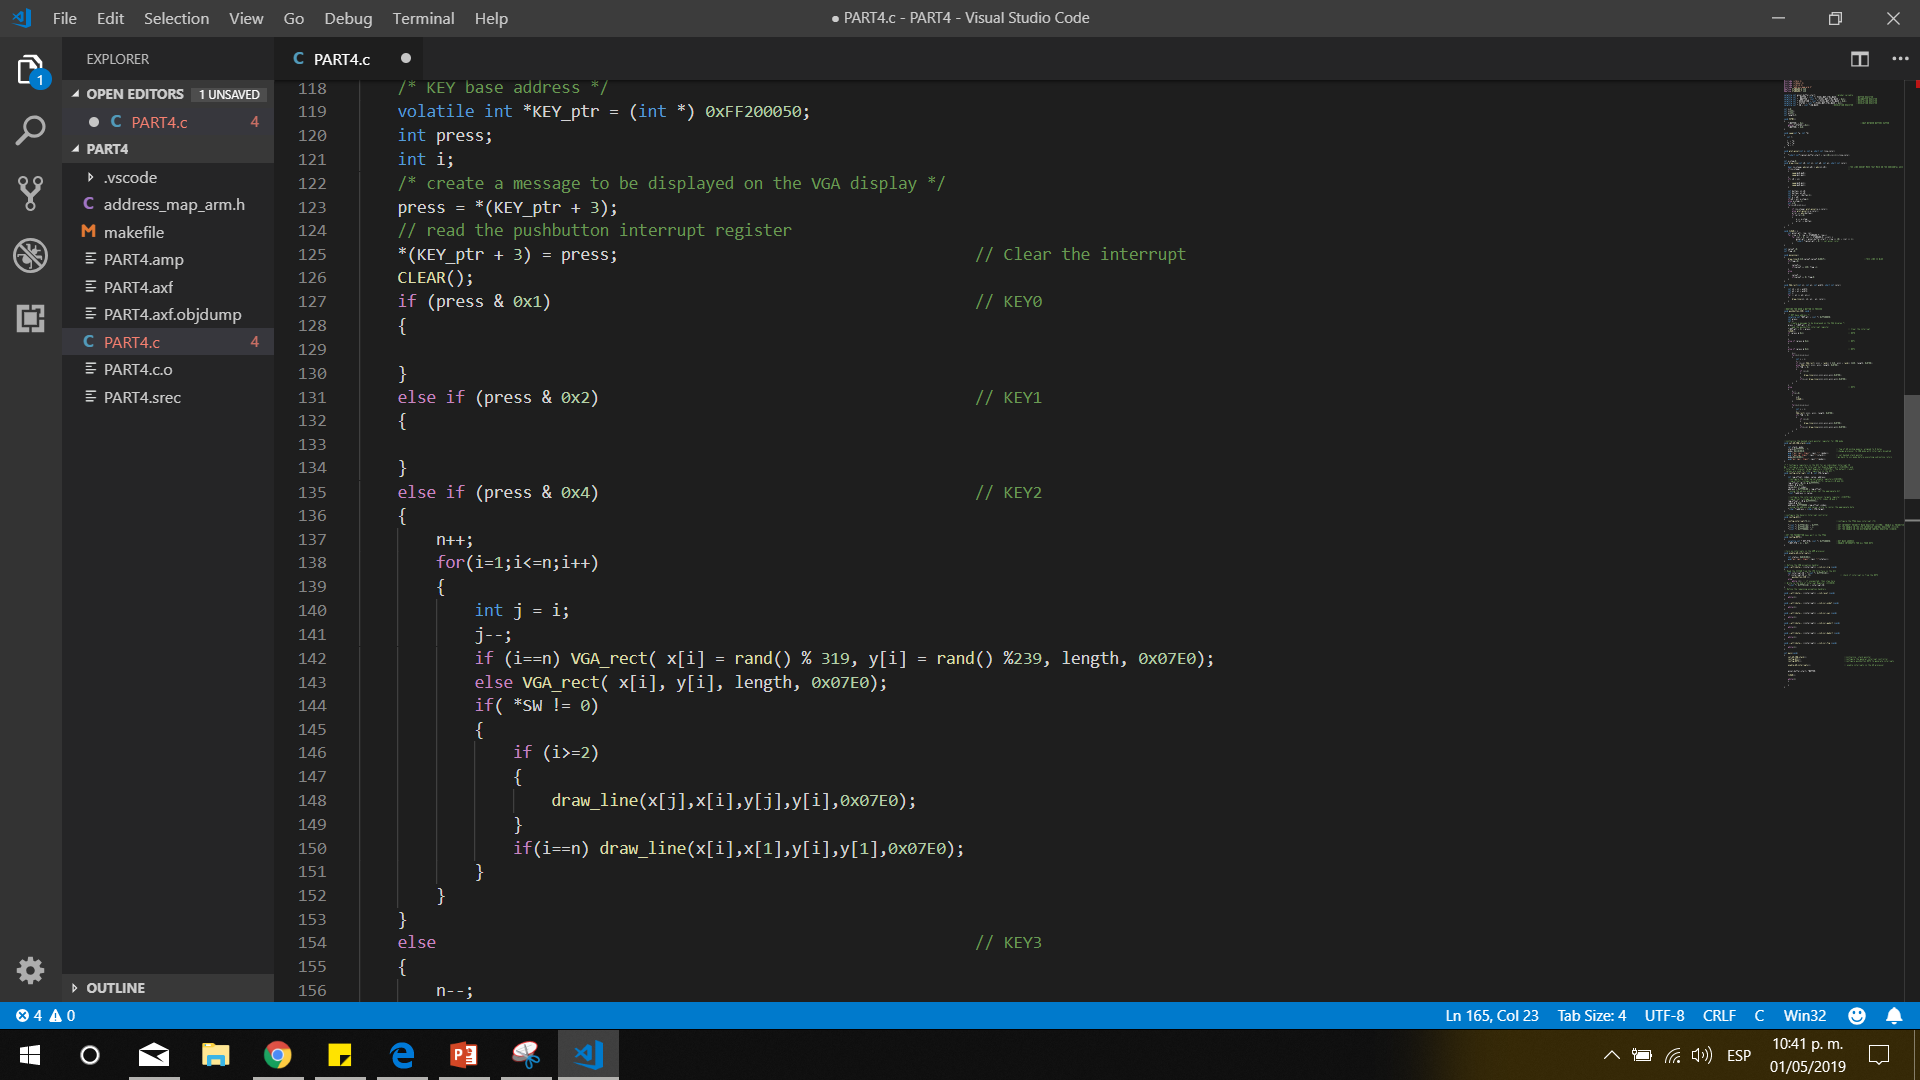 File Edit Selection View Go Debug Terminal Help
● PART4.c - PART4 - Visual Studio Code
EXPLORER
C PART4.c
OPEN EDITORS 1 UNSAVED
C PART4.c 4
PART4
.vscode
C address_map_arm.h
M makefile
PART4.amp
PART4.axf
PART4.axf.objdump
C PART4.c 4
PART4.c.o
PART4.srec
OUTLINE
1
118 /* KEY base address */
119 volatile int *KEY_ptr = (int *) 0xFF200050;
120 int press;
121 int i;
122 /* create a message to be displayed on the VGA display */
123 press = *(KEY_ptr + 3);
124 // read the pushbutton interrupt register
125 *(KEY_ptr + 3) = press; // Clear the interrupt
126 CLEAR();
127 if (press & 0x1) // KEY0
128 {
129
130 }
131 else if (press & 0x2) // KEY1
132 {
133
134 }
135 else if (press & 0x4) // KEY2
136 {
137 n++;
138 for(i=1;i<=n;i++)
139 {
140 int j = i;
141 j--;
142 if (i==n) VGA_rect( x[i] = rand() % 319, y[i] = rand() %239, length, 0x07E0);
143 else VGA_rect( x[i], y[i], length, 0x07E0);
144 if( *SW != 0)
145 {
146 if (i>=2)
147 {
148 draw_line(x[j],x[i],y[j],y[i],0x07E0);
149 }
150 if(i==n) draw_line(x[i],x[1],y[i],y[1],0x07E0);
151 }
152 }
153 }
154 else // KEY3
155 {
156 n--;
4 0
Ln 165, Col 23 Tab Size: 4 UTF-8 CRLF C Win32
ESP
10:41 p. m.
01/05/2019